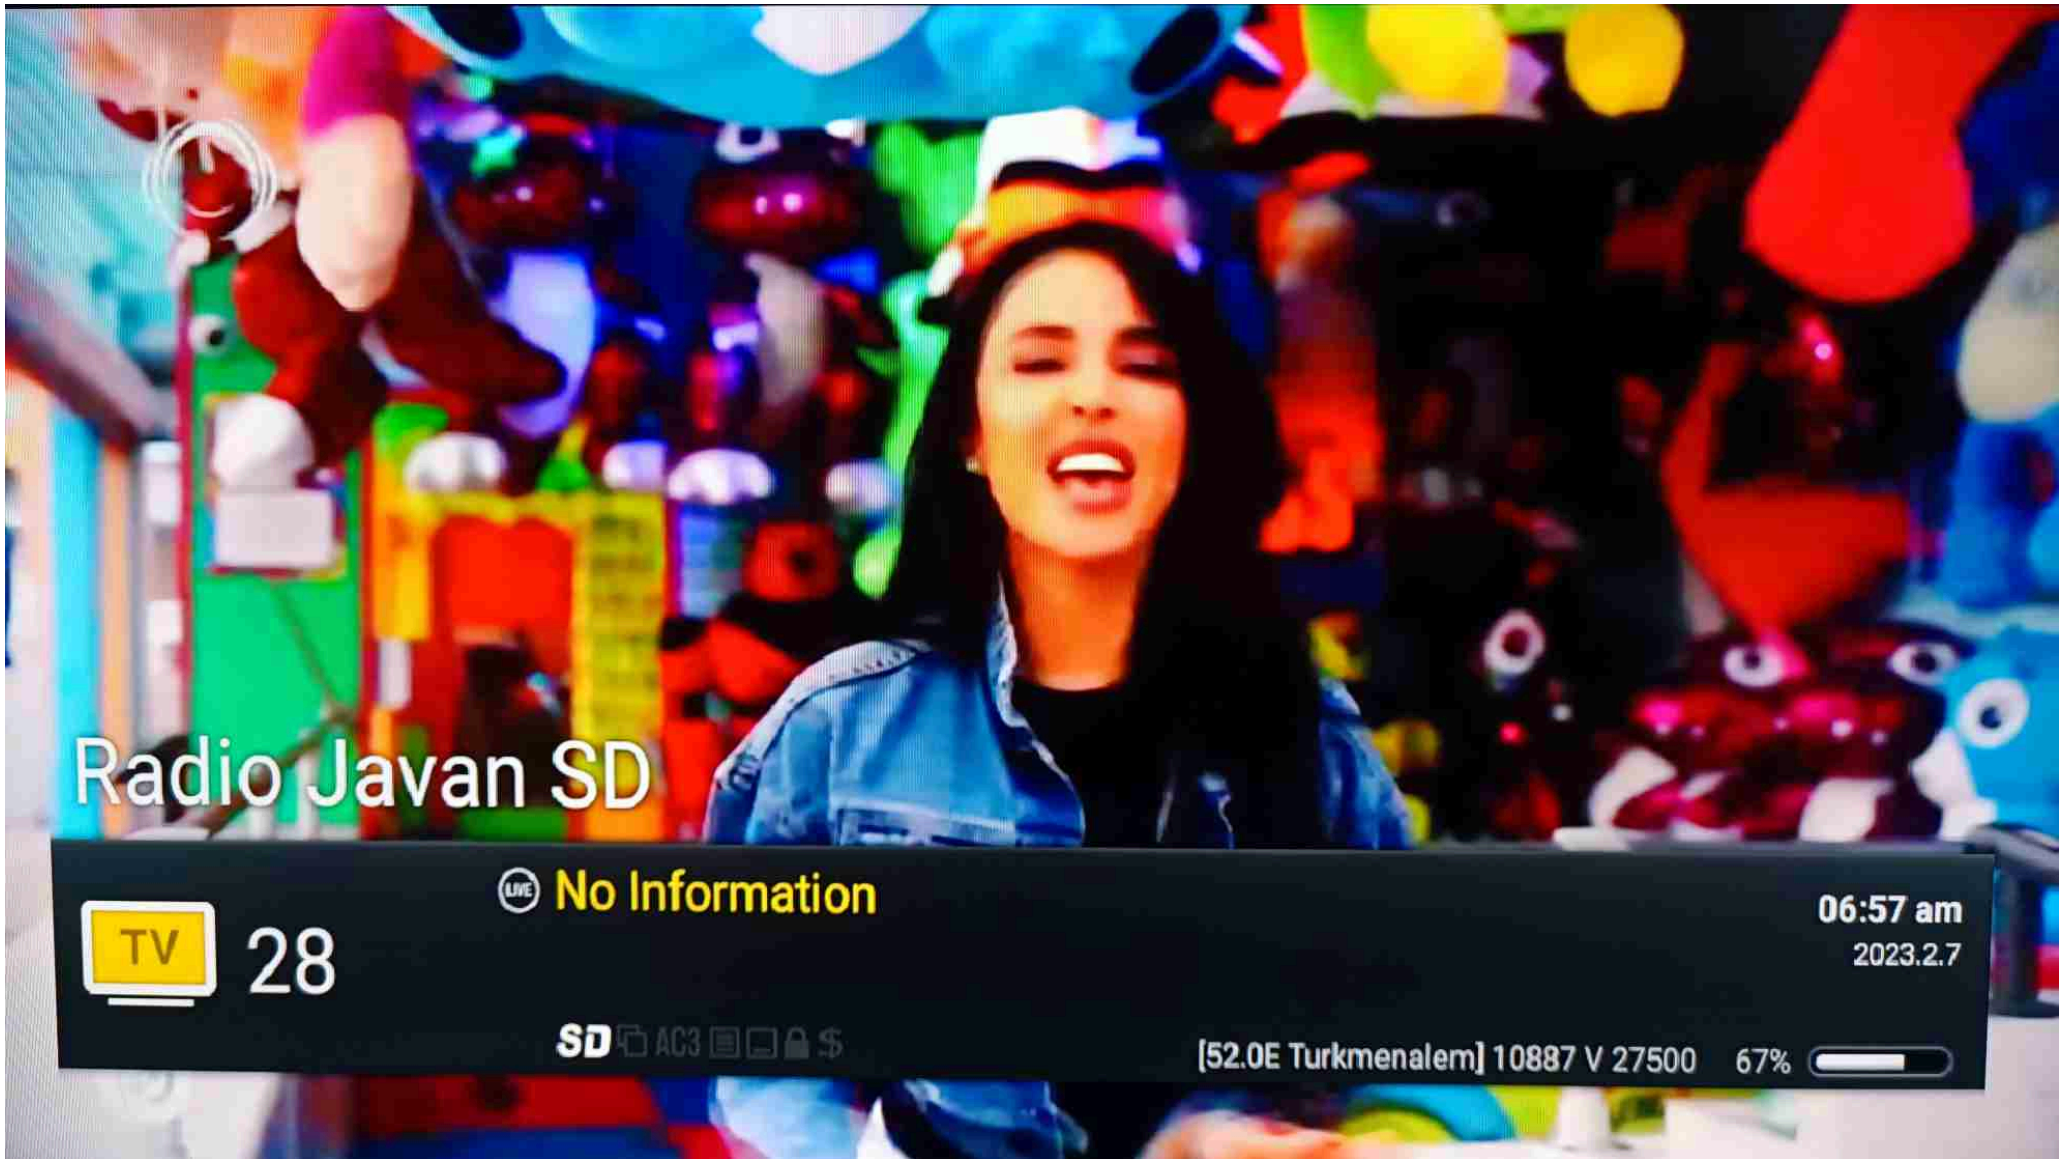 Radio Javan SD
LIVE No Information
TV 28
06:57 am
2023.2.7
SD AC3 $
[52.0E Turkmenalem] 10887 V 27500 67%